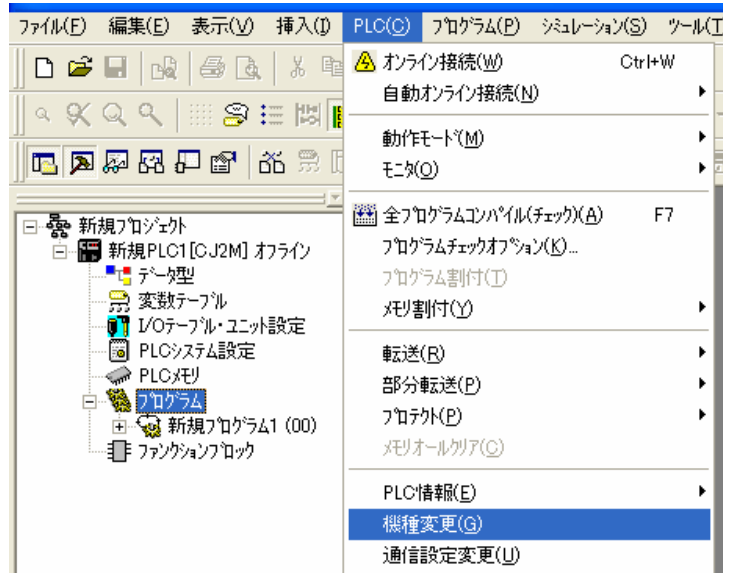 ファイル(F) 編集(E) 表示(V) 挿入(I) PLC(C) プログラム(P) シミュレーション(S) ツール(T
オンライン接続(W) Ctrl+W
自動オンライン接続(N)
動作モード(M)
モニタ(O)
全プログラムコンパイル(チェック)(A) F7
プログラムチェックオプション(K)...
プログラム割付(T)
メモリ割付(Y)
転送(R)
部分転送(P)
プロテクト(P)
メモリオールクリア(C)
PLC情報(E)
機種変更(G)
通信設定変更(U)
新規プロジェクト
新規PLC1[CJ2M] オフライン
データ型
変数テーブル
I/Oテーブル・ユニット設定
PLCシステム設定
PLCメモリ
プログラム
新規プログラム1 (00)
ファンクションブロック